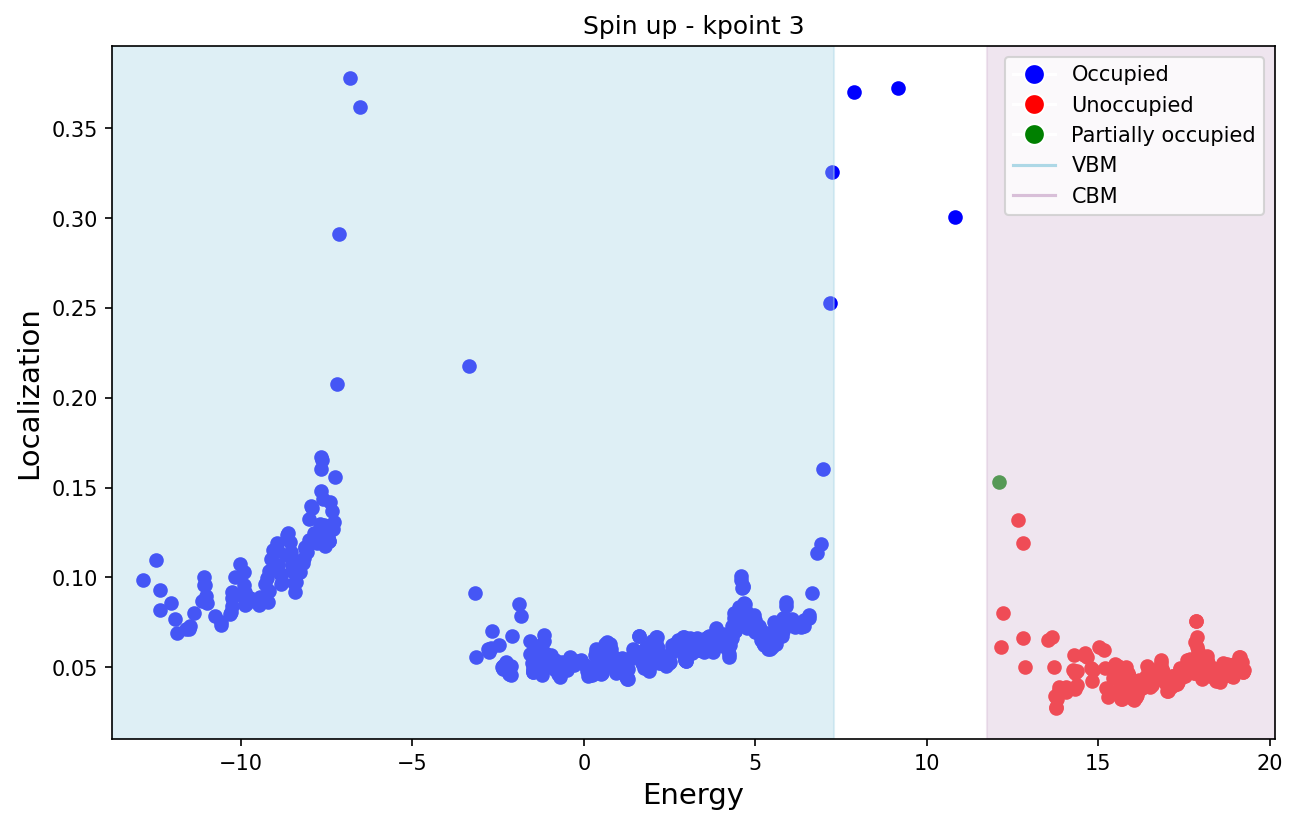 Spin up - kpoint 3
Occupied
Unoccupied
Partially occupied
VBM
CBM
Localization
0.35
0.30
0.25
0.20
0.15
0.10
0.05
−10
−5
0
5
10
15
20
Energy